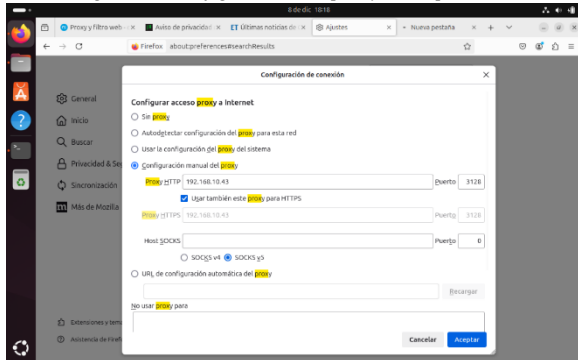 8 de dic 18:18
Proxy y Filtro web
Aviso de privacidad
Últimas noticias de
Ajustes
Nueva pestaña
Firefox about:preferences#searchResults
Configuración de conexión
General
Inicio
Buscar
Privacidad & Seg
Sincronización
Más de Mozilla
Extensiones y tema
Asistencia de Firef
Configurar acceso proxy a Internet
Sin proxy
Autodetectar configuración del proxy para esta red
Usar la configuración del proxy del sistema
Configuración manual del proxy
Proxy HTTP 192.168.10.43 Puerto 3128
Usar también este proxy para HTTPS
Proxy HTTPS 192.168.10.43 Puerto 3128
Host SOCKS Puerto 0
SOCKS v4 SOCKS v5
URL de configuración automática del proxy
Recargar
No usar proxy para
Cancelar Aceptar